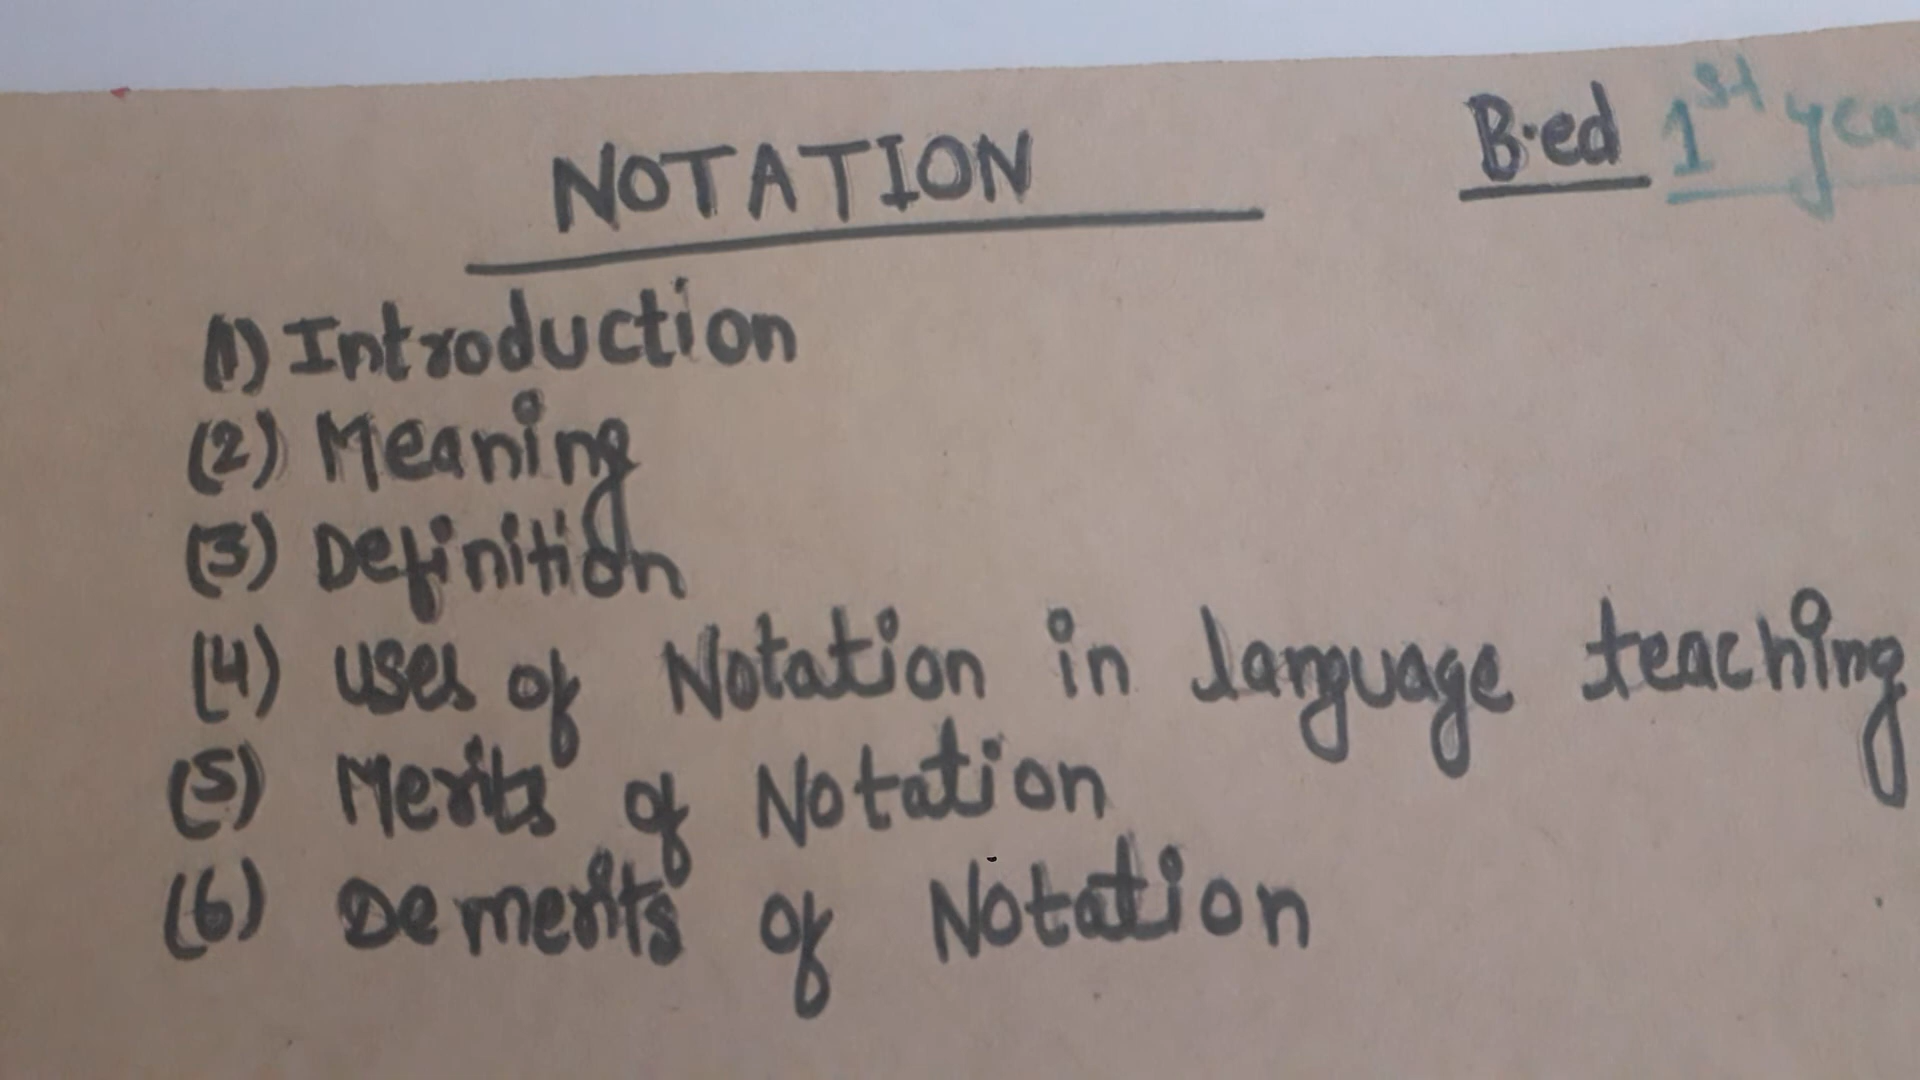 NOTATION B.ed 1st year
(1) Introduction
(2) Meaning
(3) Definition
(4) uses of Notation in language teaching
(5) Merits of Notation
(6) Demerits of Notation